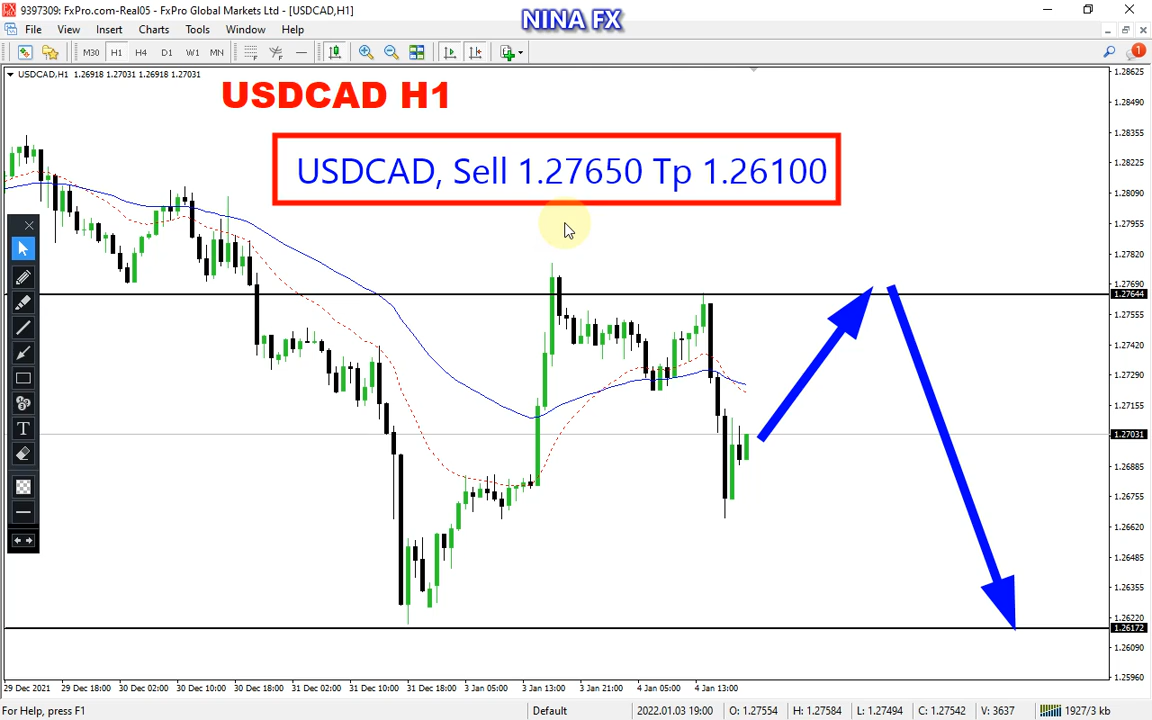 9397309: FxPro.com-Real05 - FxPro Global Markets Ltd - [USDCAD,H1]
NINA FX
File View Insert Charts Tools Window Help
M30 H1 H4 D1 W1 MN
1
USDCAD,H1 1.26918 1.27031 1.26918 1.27031
USDCAD H1
USDCAD, Sell 1.27650 Tp 1.26100
1.28625
1.28490
1.28355
1.28225
1.28090
1.27955
1.27820
1.27690
1.27644
1.27555
1.27420
1.27290
1.27155
1.27031
1.26885
1.26755
1.26620
1.26485
1.26355
1.26220
1.26172
1.26090
1.25960
T
29 Dec 2021 29 Dec 18:00 30 Dec 02:00 30 Dec 10:00 30 Dec 18:00 31 Dec 02:00 31 Dec 10:00 31 Dec 18:00 3 Jan 05:00 3 Jan 13:00 3 Jan 21:00 4 Jan 05:00 4 Jan 13:00
For Help, press F1 Default 2022.01.03 19:00 O: 1.27554 H: 1.27584 L: 1.27494 C: 1.27542 V: 3637 1927/3 kb